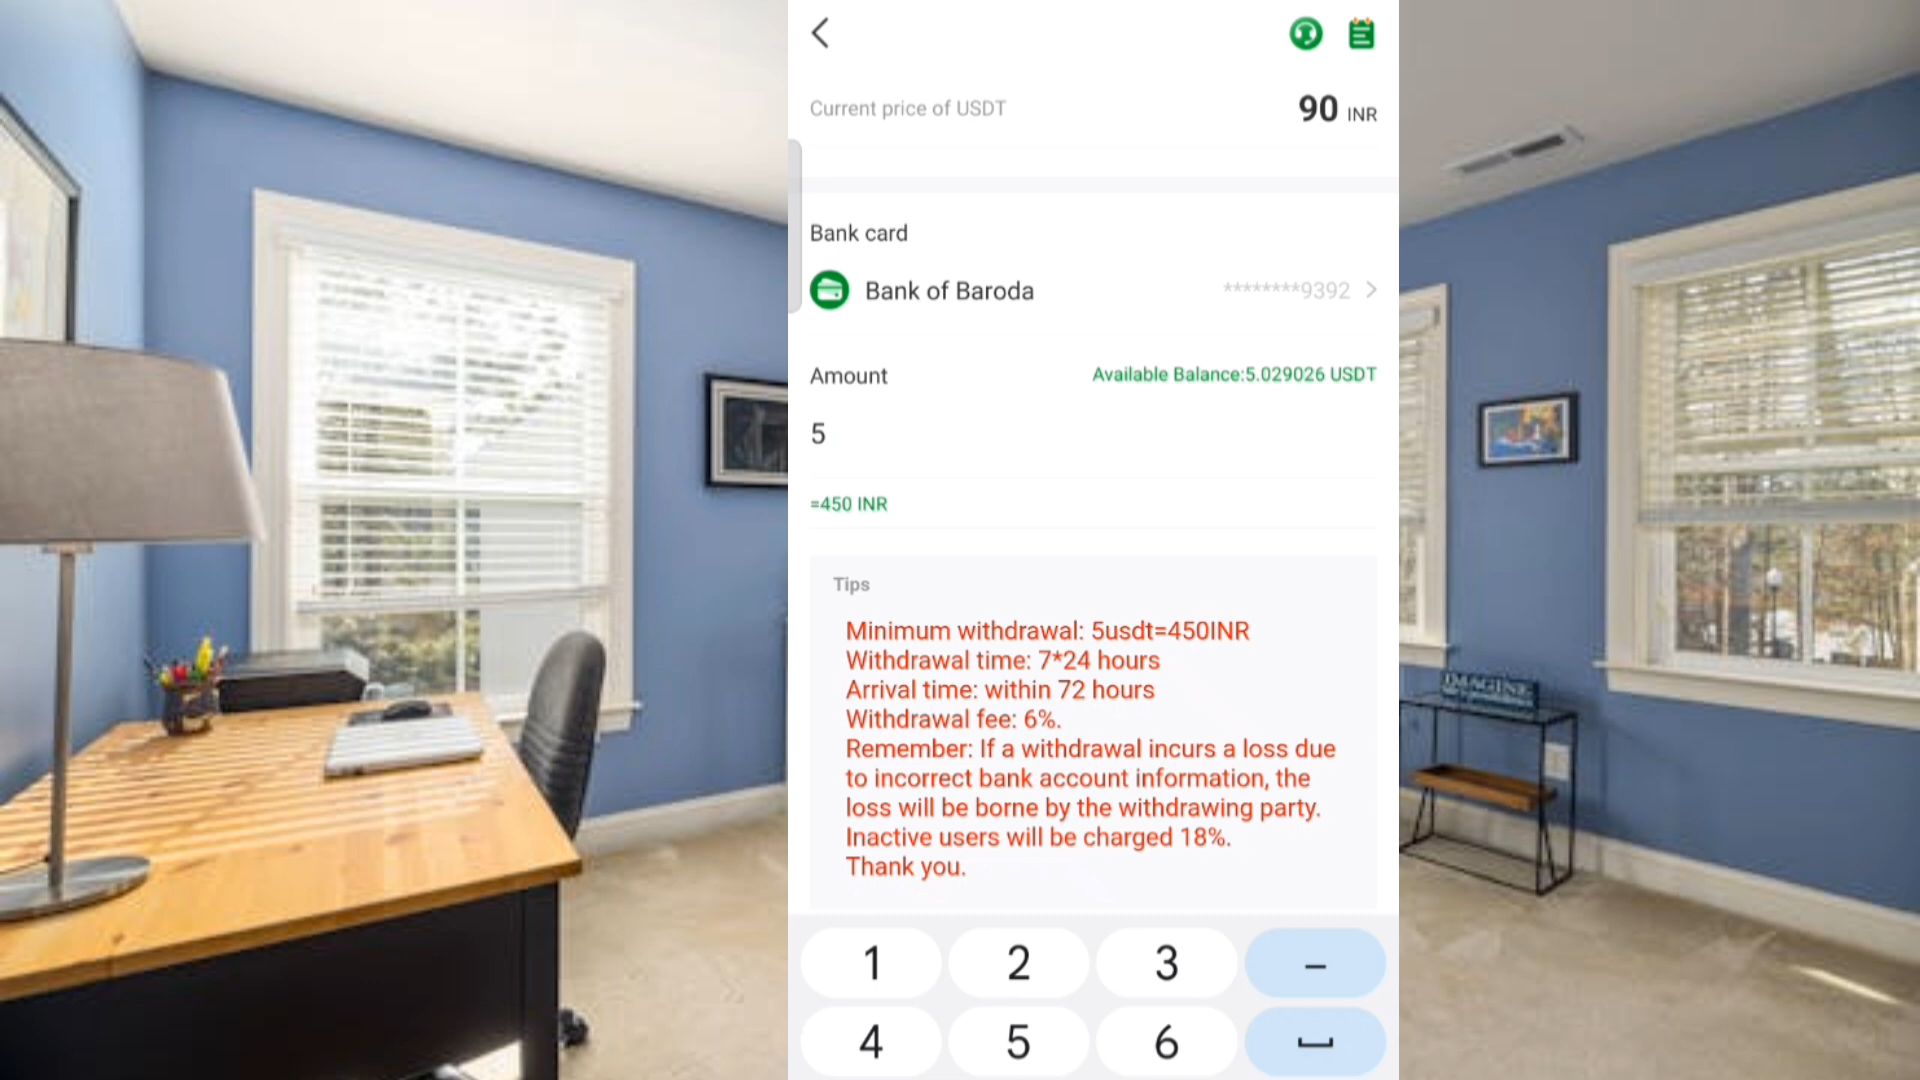 Current price of USDT
90 INR
Bank card
Bank of Baroda
********9392
Amount
Available Balance:5.029026 USDT
5
=450 INR
Tips
Minimum withdrawal: 5usdt=450INR
Withdrawal time: 7*24 hours
Arrival time: within 72 hours
Withdrawal fee: 6%.
Remember: If a withdrawal incurs a loss due
to incorrect bank account information, the
loss will be borne by the withdrawing party.
Inactive users will be charged 18%.
Thank you.
IMAGINE
1 2 3 –
4 5 6